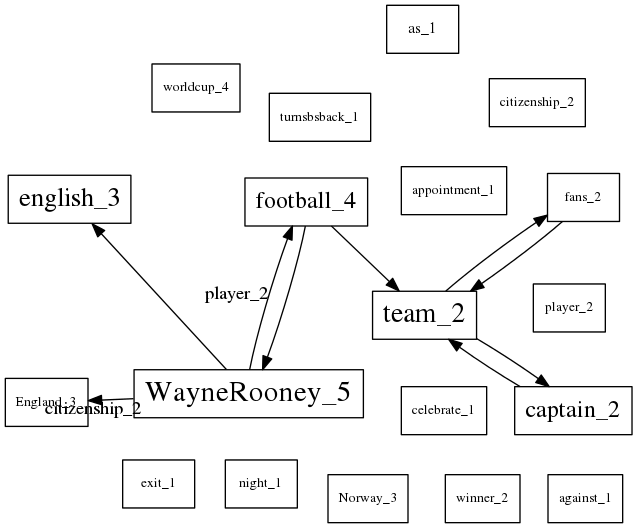 as_1
worldcup_4
citizenship_2
turnsbsback_1
english_3
football_4
appointment_1
fans_2
player_2
team_2
player_2
England_3
citizenship_2
WayneRooney_5
celebrate_1
captain_2
exit_1
night_1
Norway_3
winner_2
against_1